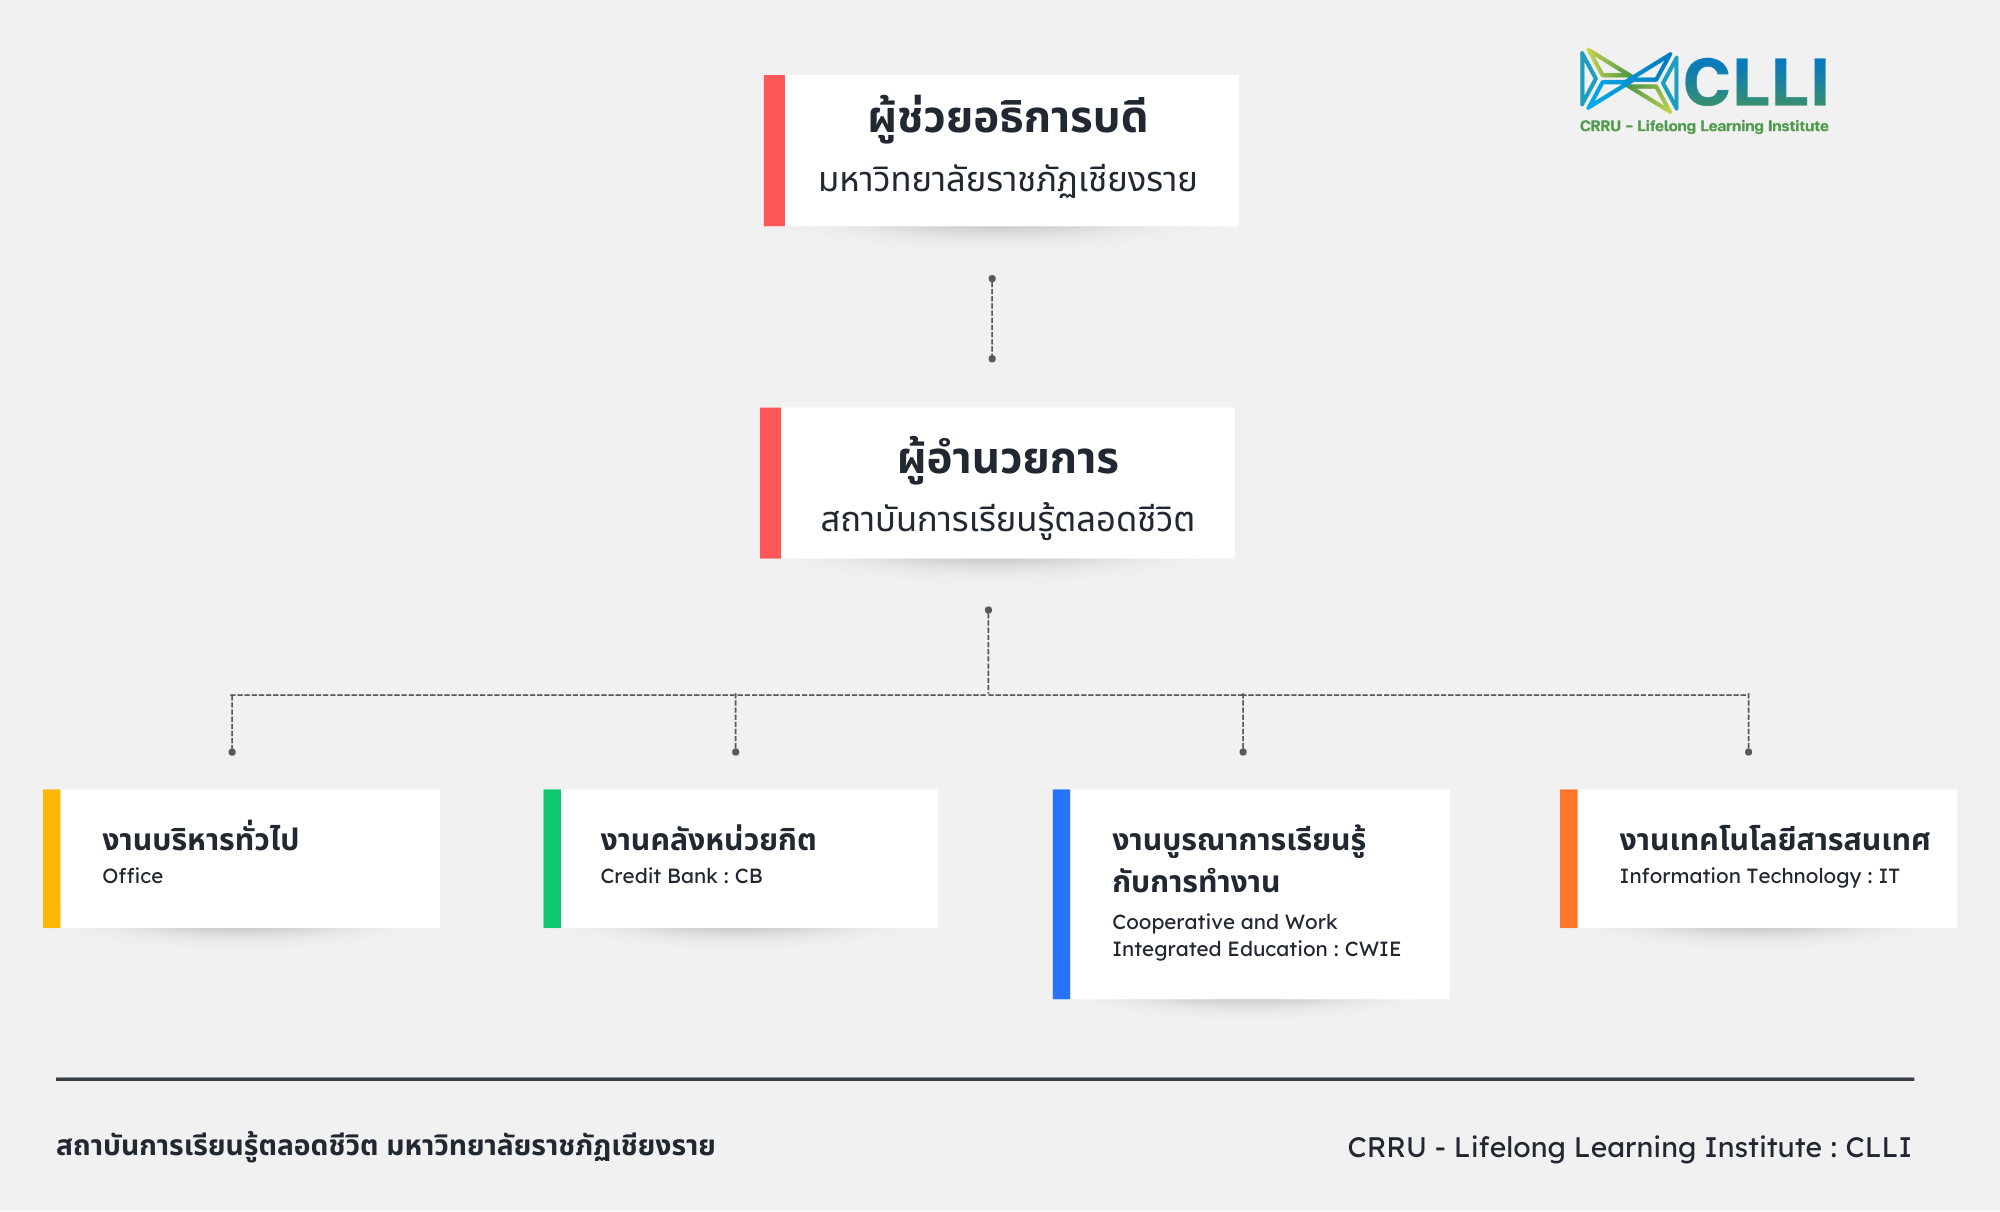 CLLI
CRRU - Lifelong Learning Institute
ผู้ช่วยอธิการบดี
มหาวิทยาลัยราชภัฏเชียงราย
ผู้อำนวยการ
สถาบันการเรียนรู้ตลอดชีวิต
งานบริหารทั่วไป
Office
งานคลังหน่วยกิต
Credit Bank : CB
งานบูรณาการเรียนรู้
กับการทำงาน
Cooperative and Work
Integrated Education : CWIE
งานเทคโนโลยีสารสนเทศ
Information Technology : IT
สถาบันการเรียนรู้ตลอดชีวิต มหาวิทยาลัยราชภัฏเชียงราย
CRRU - Lifelong Learning Institute : CLLI